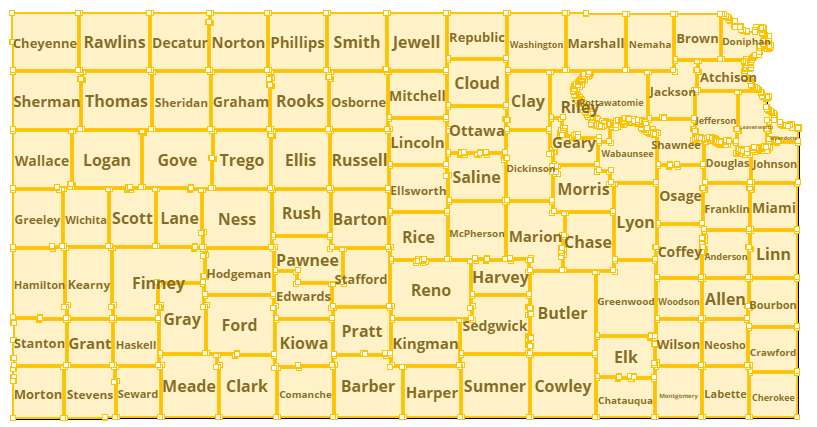 Cheyenne
Rawlins
Decatur
Norton
Phillips
Smith
Jewell
Republic
Washington
Marshall
Nemaha
Brown
Doniphan
Sherman
Thomas
Sheridan
Graham
Rooks
Osborne
Mitchell
Cloud
Clay
Riley
Pottawatomie
Jackson
Atchison
Jefferson
Leavenworth
Wyandotte
Wallace
Logan
Gove
Trego
Ellis
Russell
Lincoln
Ottawa
Geary
Wabaunsee
Shawnee
Douglas
Johnson
Ellsworth
Saline
Dickinson
Morris
Osage
Greeley
Wichita
Scott
Lane
Ness
Rush
Barton
Rice
McPherson
Marion
Chase
Lyon
Franklin
Miami
Coffey
Anderson
Linn
Hamilton
Kearny
Finney
Hodgeman
Pawnee
Stafford
Edwards
Reno
Harvey
Gray
Ford
Kiowa
Pratt
Kingman
Sedgwick
Butler
Greenwood
Woodson
Allen
Bourbon
Stanton
Grant
Haskell
Elk
Wilson
Neosho
Crawford
Morton
Stevens
Seward
Meade
Clark
Comanche
Barber
Harper
Sumner
Cowley
Chatauqua
Montgomery
Labette
Cherokee